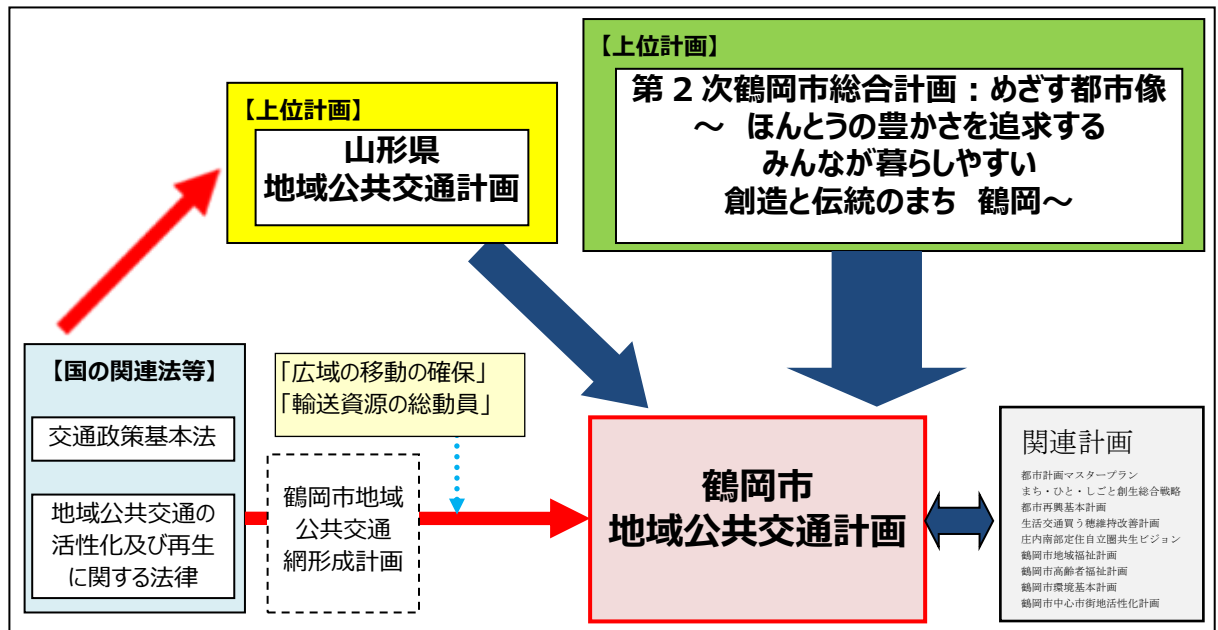 【上位計画】
山形県
地域公共交通計画
【上位計画】
第 2 次鶴岡市総合計画：めざす都市像
～ ほんとうの豊かさを追求する
みんなが暮らしやすい
創造と伝統のまち 鶴岡～
【国の関連法等】
交通政策基本法
地域公共交通の
活性化及び再生
に関する法律
「広域の移動の確保」
「輸送資源の総動員」
鶴岡市地域
公共交通
網形成計画
鶴岡市
地域公共交通計画
関連計画
都市計画マスタープラン
まち・ひと・しごと創生総合戦略
都市再興基本計画
生活交通買う穂維持改善計画
庄内南部定住自立圏共生ビジョン
鶴岡市地域福祉計画
鶴岡市高齢者福祉計画
鶴岡市環境基本計画
鶴岡市中心市街地活性化計画